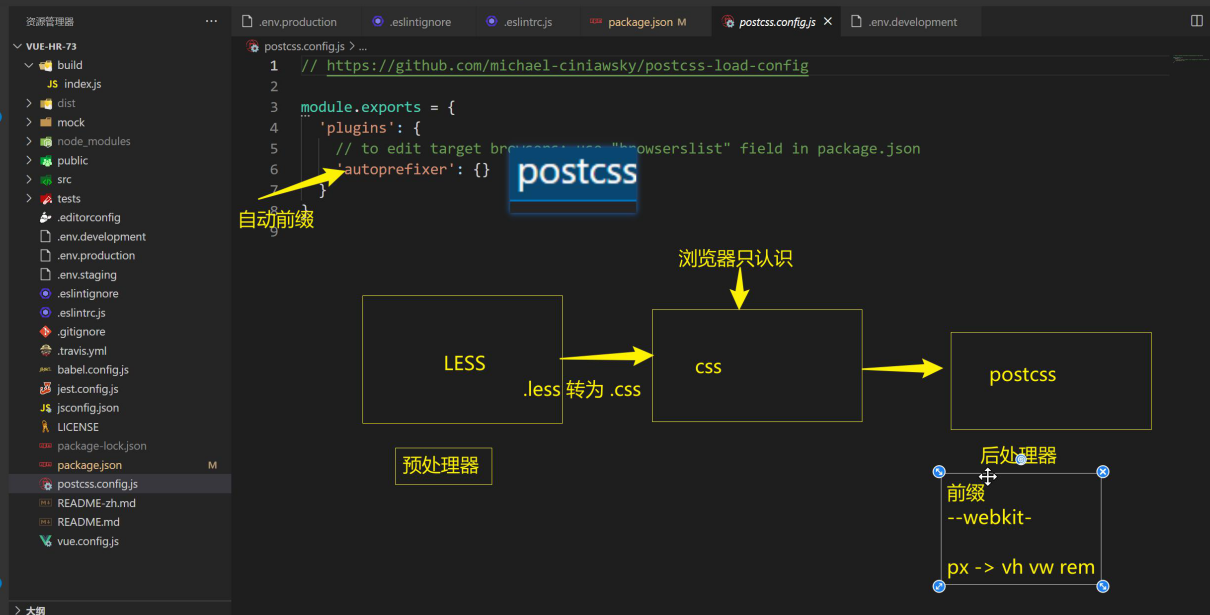 资源管理器
···
.env.production
.eslintignore
.eslintrc.js
package.json M
postcss.config.js
.env.development
VUE-HR-73
build
JS index.js
dist
mock
node_modules
public
src
tests
.editorconfig
.env.development
.env.production
.env.staging
.eslintignore
.eslintrc.js
.gitignore
.travis.yml
babel.config.js
jest.config.js
JS jsconfig.json
LICENSE
package-lock.json
package.json M
postcss.config.js
README-zh.md
README.md
vue.config.js
大纲
postcss.config.js > ...
1 // https://github.com/michael-ciniawsky/postcss-load-config
2
3 module.exports = {
4 'plugins': {
5 // to edit target browsers: use "browserslist" field in package.json
6 'autoprefixer': {}
7 }
8 }
9
postcss
自动前缀
浏览器只认识
LESS
css
postcss
.less 转为 .css
预处理器
后处理器
前缀
--webkit-
px -> vh vw rem